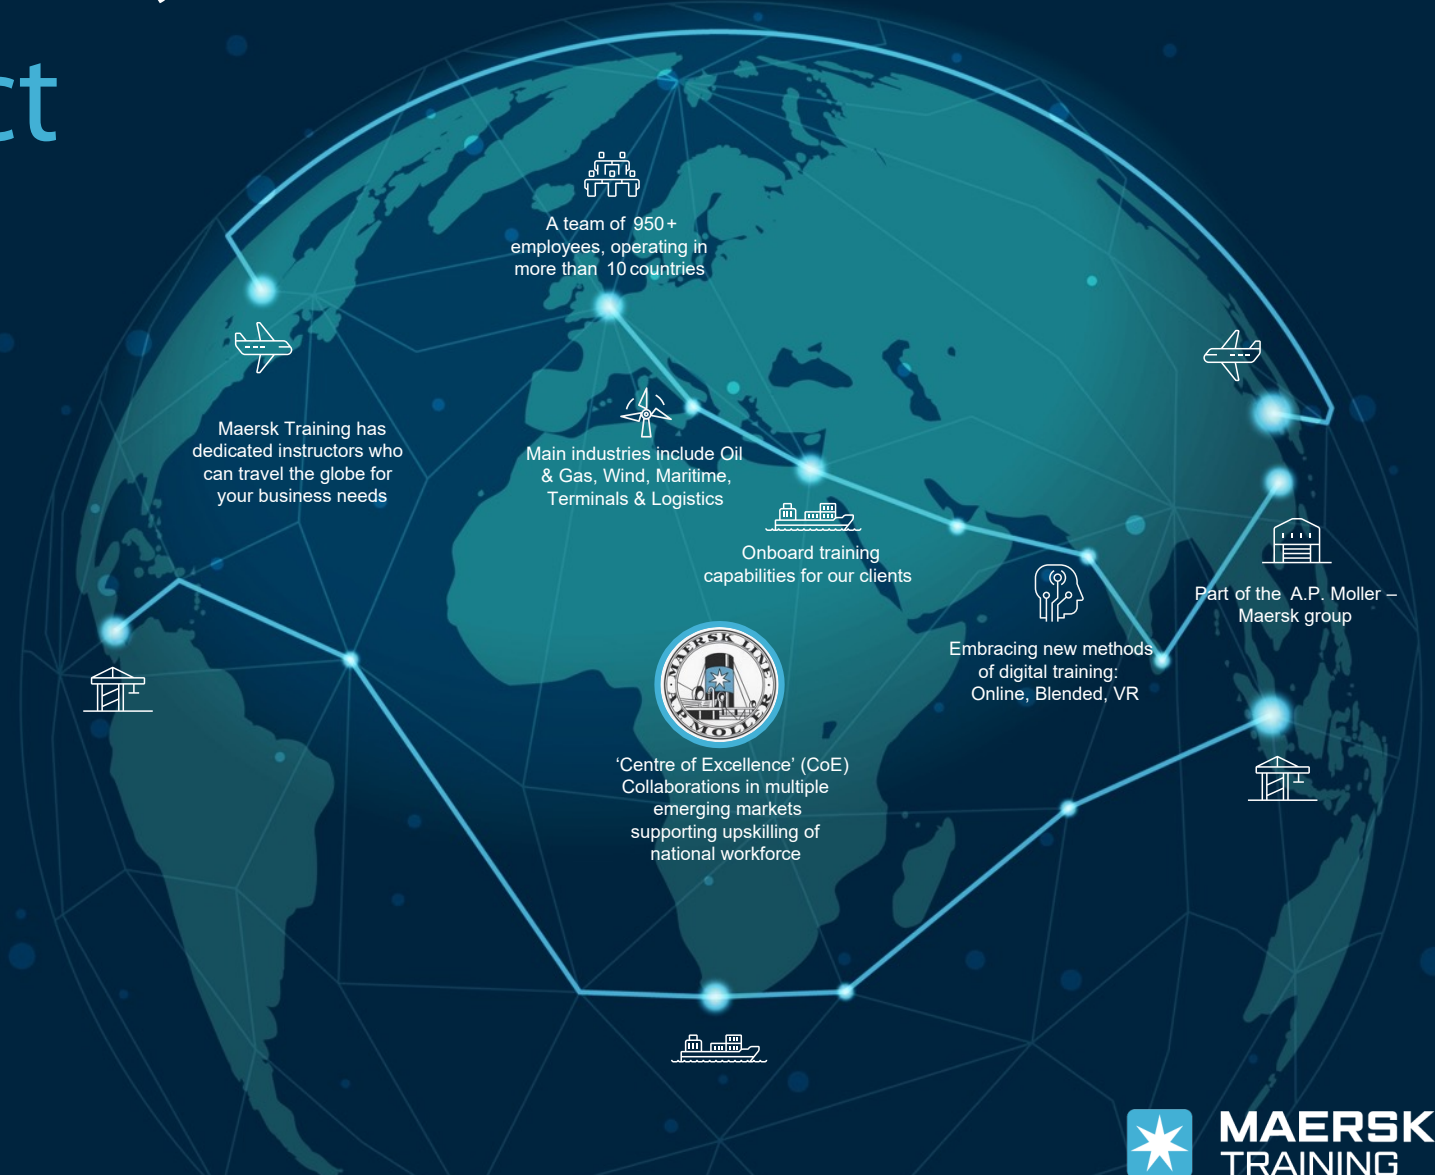 ct
A team of 950+
employees, operating in
more than 10 countries
Maersk Training has
dedicated instructors who
can travel the globe for
your business needs
Main industries include Oil
& Gas, Wind, Maritime,
Terminals & Logistics
Onboard training
capabilities for our clients
Part of the A.P. Moller –
Maersk group
Embracing new methods
of digital training:
Online, Blended, VR
MAERSK LINE
A P MOLLER
‘Centre of Excellence’ (CoE)
Collaborations in multiple
emerging markets
supporting upskilling of
national workforce
MAERSK
TRAINING